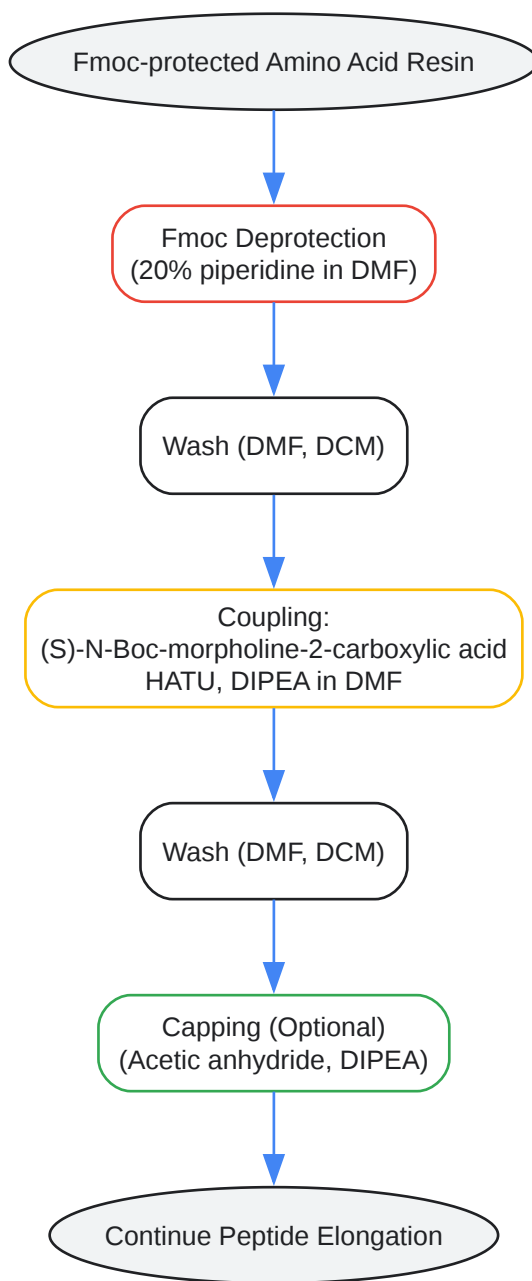 Fmoc-protected Amino Acid Resin
Fmoc Deprotection
(20% piperidine in DMF)
Wash (DMF, DCM)
Coupling:
(S)-N-Boc-morpholine-2-carboxylic acid
HATU, DIPEA in DMF
Wash (DMF, DCM)
Capping (Optional)
(Acetic anhydride, DIPEA)
Continue Peptide Elongation